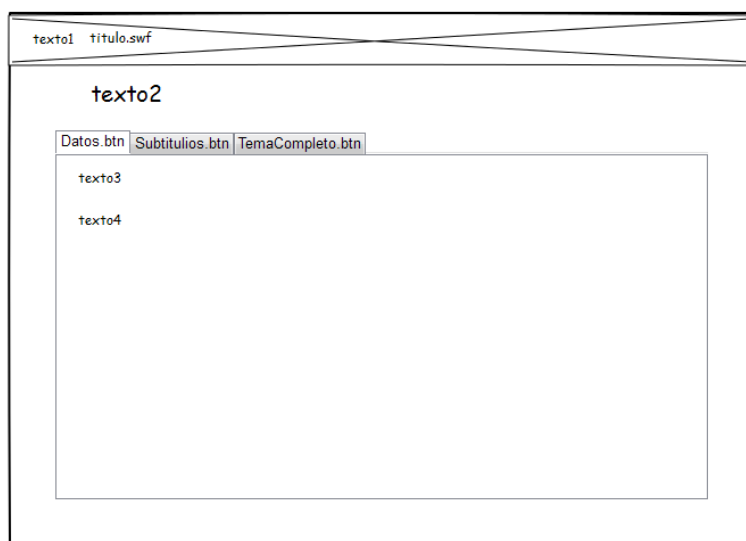 texto1 titulo.swf
texto2
Datos.btn Subtitulios.btn TemaCompleto.btn
texto3
texto4